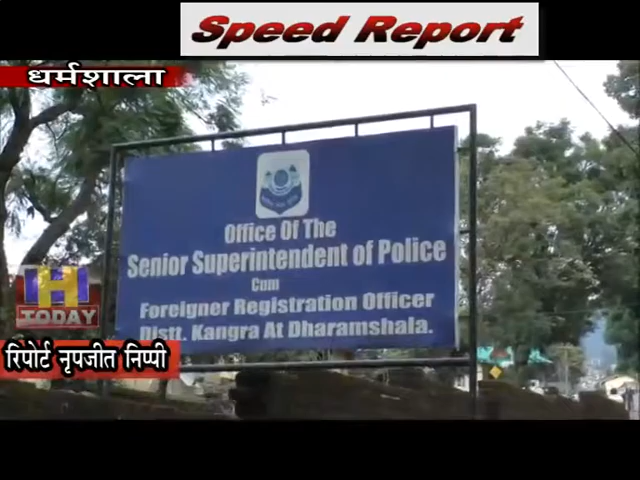 Speed Report
धर्मशाला
Office Of The
Senior Superintendent of Police
Cum
Foreigner Registration Officer
Distt. Kangra At Dharamshala.
H
TODAY
रिपोर्ट नृपजीत निप्पी